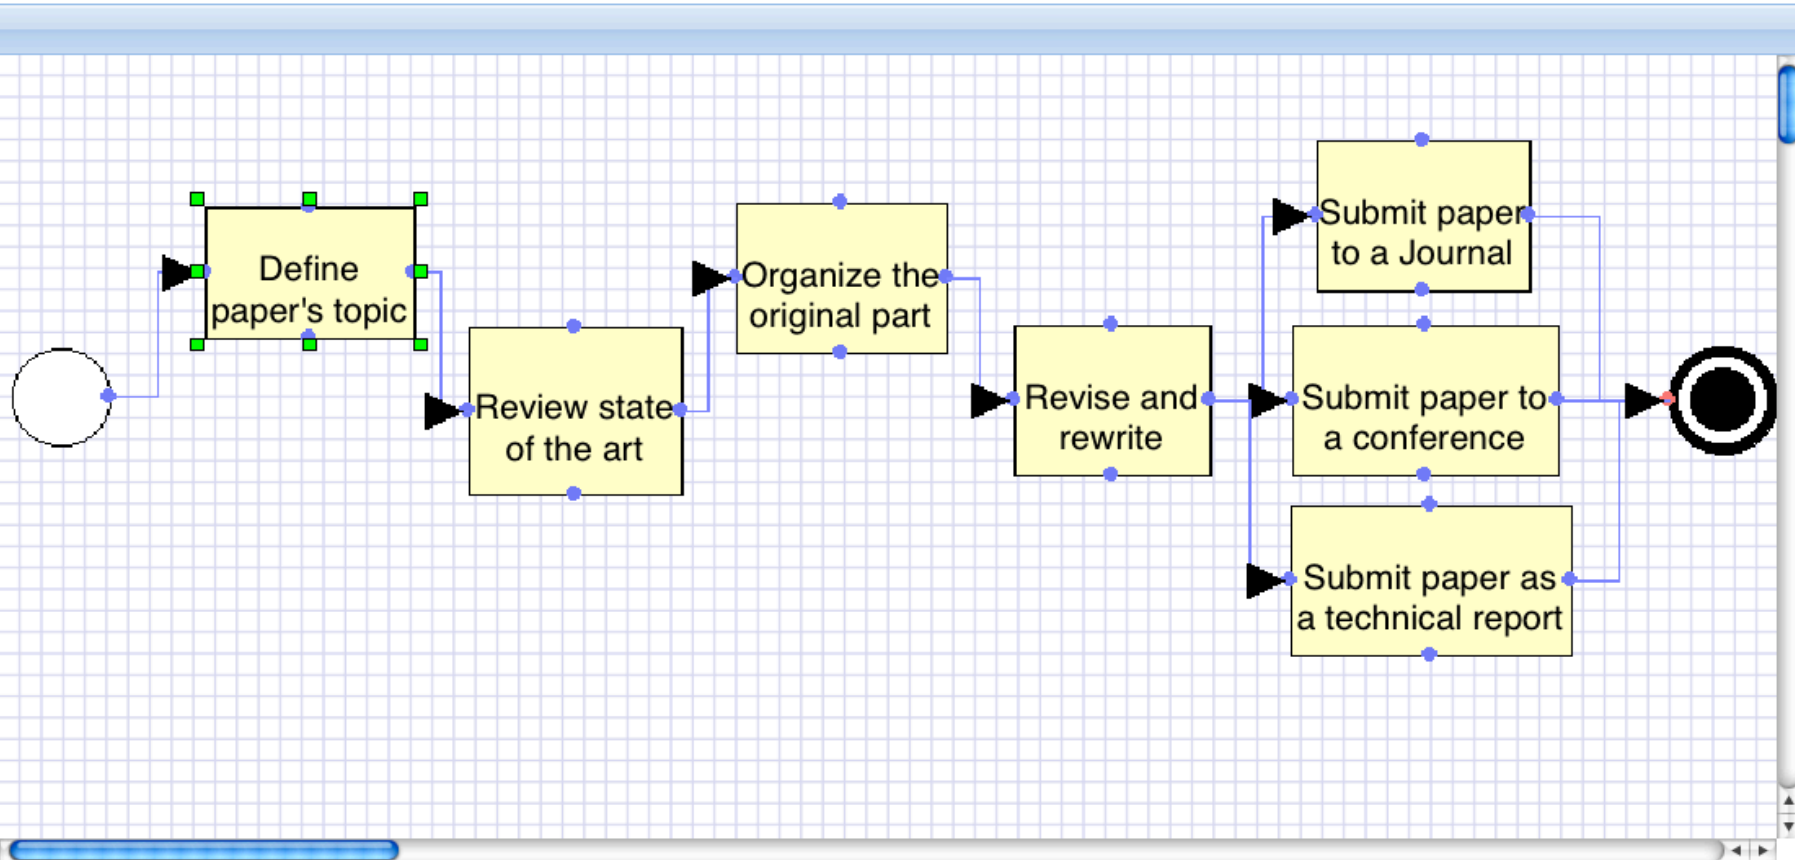 Define
paper's topic
Review state
of the art
Organize the
original part
Revise and
rewrite
Submit paper
to a Journal
Submit paper to
a conference
Submit paper as
a technical report